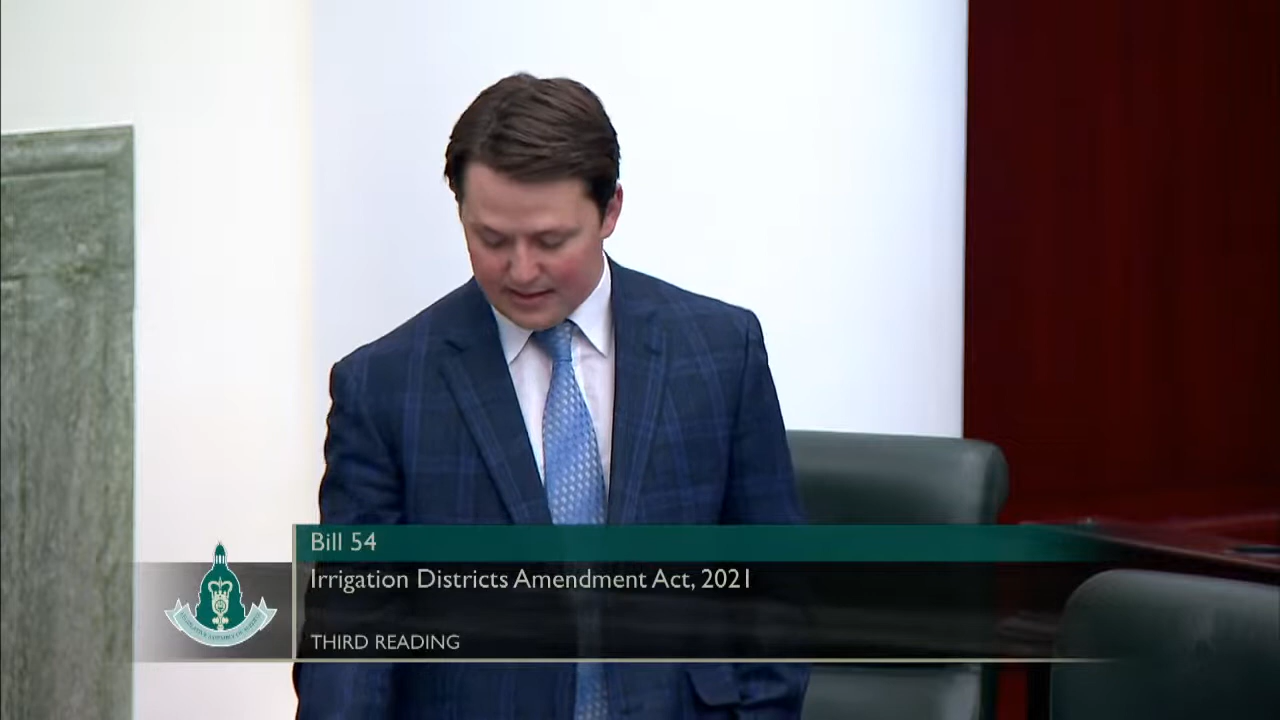 Bill 54
Irrigation Districts Amendment Act, 2021
THIRD READING